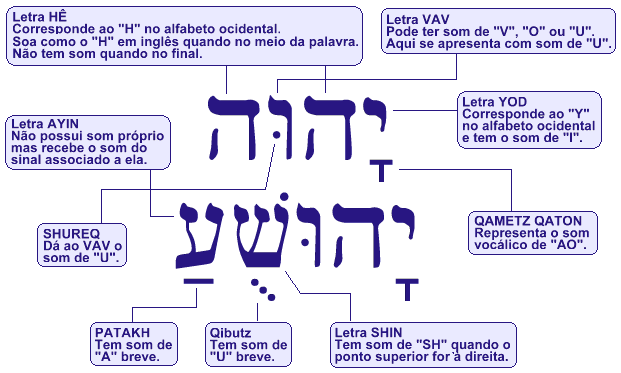 Letra HÊ
Corresponde ao "H" no alfabeto ocidental.
Soa como o "H" em inglês quando no meio da palavra.
Não tem som quando no final.
Letra VAV
Pode ter som de "V", "O" ou "U".
Aqui se apresenta com som de "U".
Letra YOD
Corresponde ao "Y"
no alfabeto ocidental
e tem o som de "I".
יָהוּה
Letra AYIN
Não possui som próprio
mas recebe o som do
sinal associado a ela.
יָהוּשֻׁעַ
SHUREQ
Dá ao VAV o
som de "U".
QAMETZ QATON
Representa o som
vocálico de "AO".
PATAKH
Tem som de
"A" breve.
Qibutz
Tem som de
"U" breve.
Letra SHIN
Tem som de "SH" quando o
ponto superior for à direita.